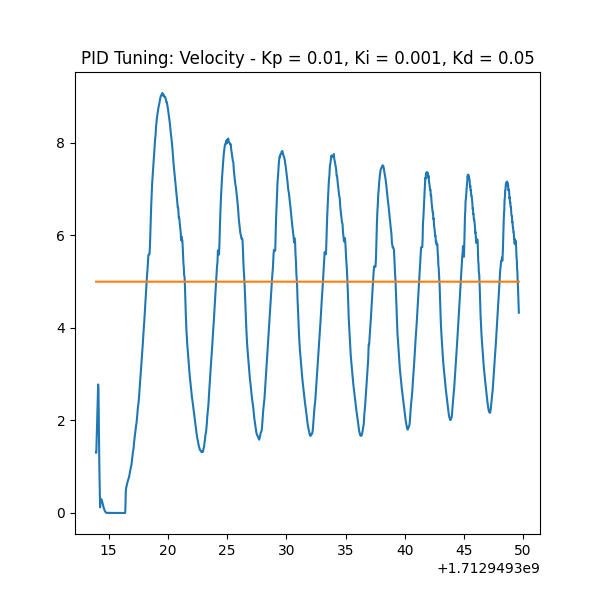 PID Tuning: Velocity - Kp = 0.01, Ki = 0.001, Kd = 0.05
8
6
4
2
0
15 20 25 30 35 40 45 50
+1.7129493e9